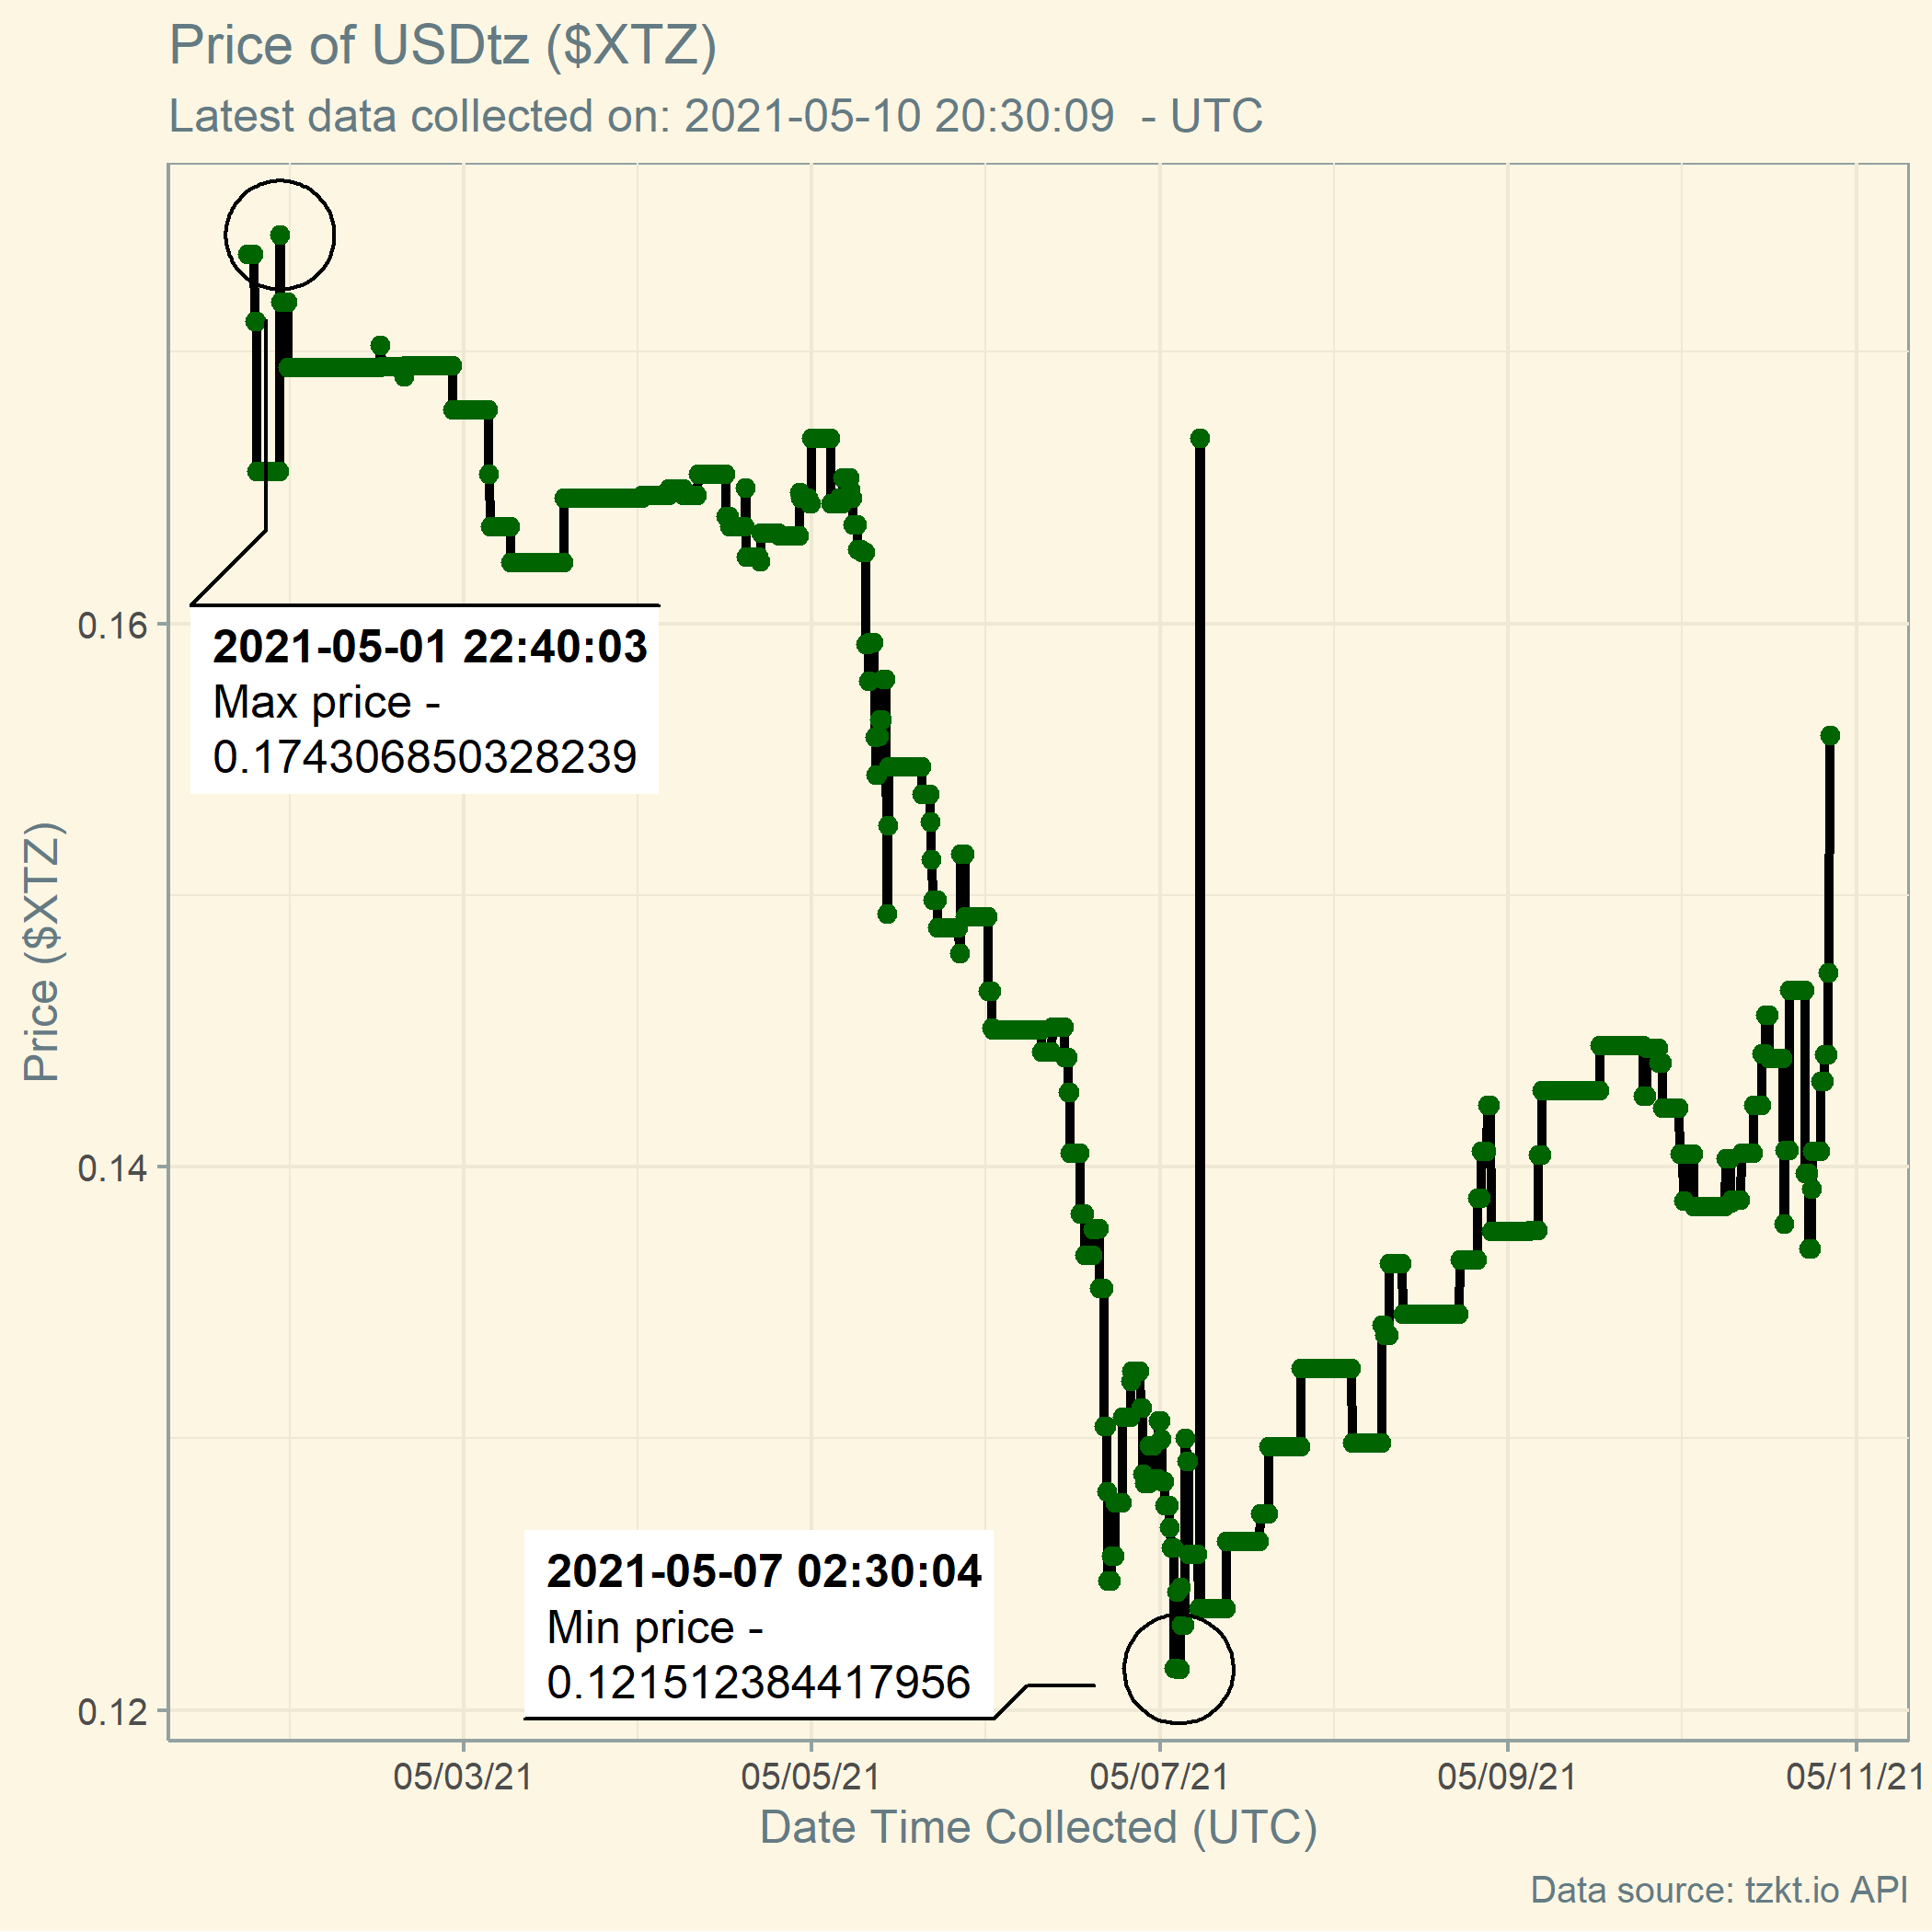 Price of USDtz ($XTZ)
Latest data collected on: 2021-05-10 20:30:09  - UTC
Price ($XTZ)
0.16
0.14
0.12
2021-05-01 22:40:03
Max price -
0.174306850328239
2021-05-07 02:30:04
Min price -
0.121512384417956
05/03/21
05/05/21
05/07/21
05/09/21
05/11/21
Date Time Collected (UTC)
Data source: tzkt.io API